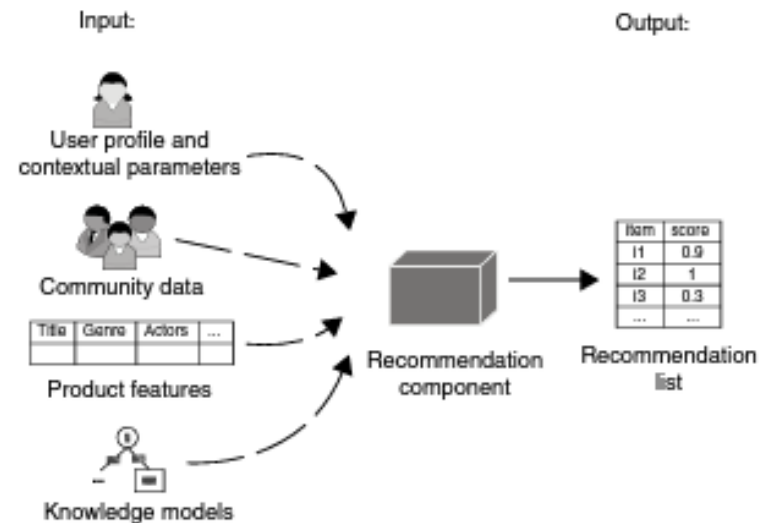 Input:
Output:
User profile and
contextual parameters
Community data
Title Genre Actors ...
Product features
Knowledge models
Recommendation
component
item score
I1 0.9
I2 1
I3 0.3
... ...
Recommendation
list